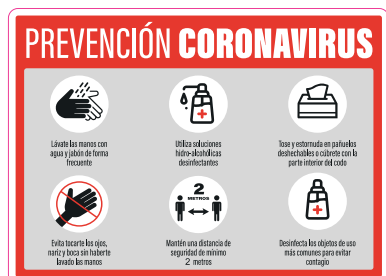 PREVENCIÓN CORONAVIRUS
Lávate las manos con
agua y jabón de forma
frecuente
Utiliza soluciones
hidro-alcohólicas
desinfectantes
Tose y estornuda en pañuelos
deshechables o cúbrete con la
parte interior del codo
2
METROS
Evita tocarte los ojos,
nariz y boca sin haberte
lavado las manos
Mantén una distancia de
seguridad de mínimo
2 metros
Desinfecta los objetos de uso
más comunes para evitar
contagio